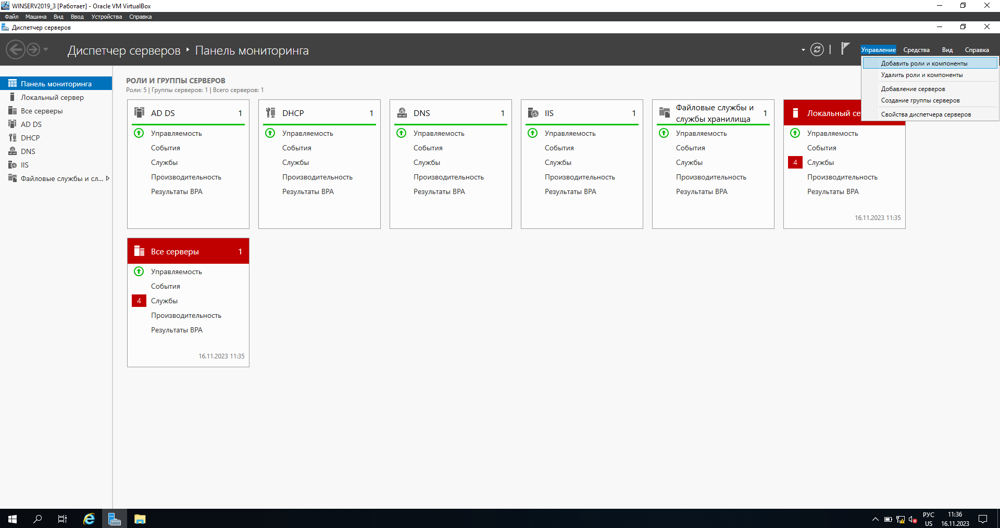 WINSERV2019_3 [Работает] - Oracle VM VirtualBox
Файл Машина Вид Ввод Устройства Справка
Диспетчер серверов
Диспетчер серверов ‣ Панель мониторинга
Управление Средства Вид Справка
Добавить роли и компоненты
Удалить роли и компоненты
Добавление серверов
Создание группы серверов
Свойства диспетчера серверов
Панель мониторинга
Локальный сервер
Все серверы
AD DS
DHCP
DNS
IIS
Файловые службы и сл...
РОЛИ И ГРУППЫ СЕРВЕРОВ
Роли: 5 | Группы серверов: 1 | Всего серверов: 1
AD DS 1
Управляемость
События
Службы
Производительность
Результаты BPA
DHCP 1
Управляемость
События
Службы
Производительность
Результаты BPA
DNS 1
Управляемость
События
Службы
Производительность
Результаты BPA
IIS 1
Управляемость
События
Службы
Производительность
Результаты BPA
Файловые службы и
службы хранилища 1
Управляемость
События
Службы
Производительность
Результаты BPA
Локальный се
Управляемость
События
4 Службы
Производительность
Результаты BPA
16.11.2023 11:35
Все серверы 1
Управляемость
События
4 Службы
Производительность
Результаты BPA
16.11.2023 11:35
РУС
US
11:36
16.11.2023